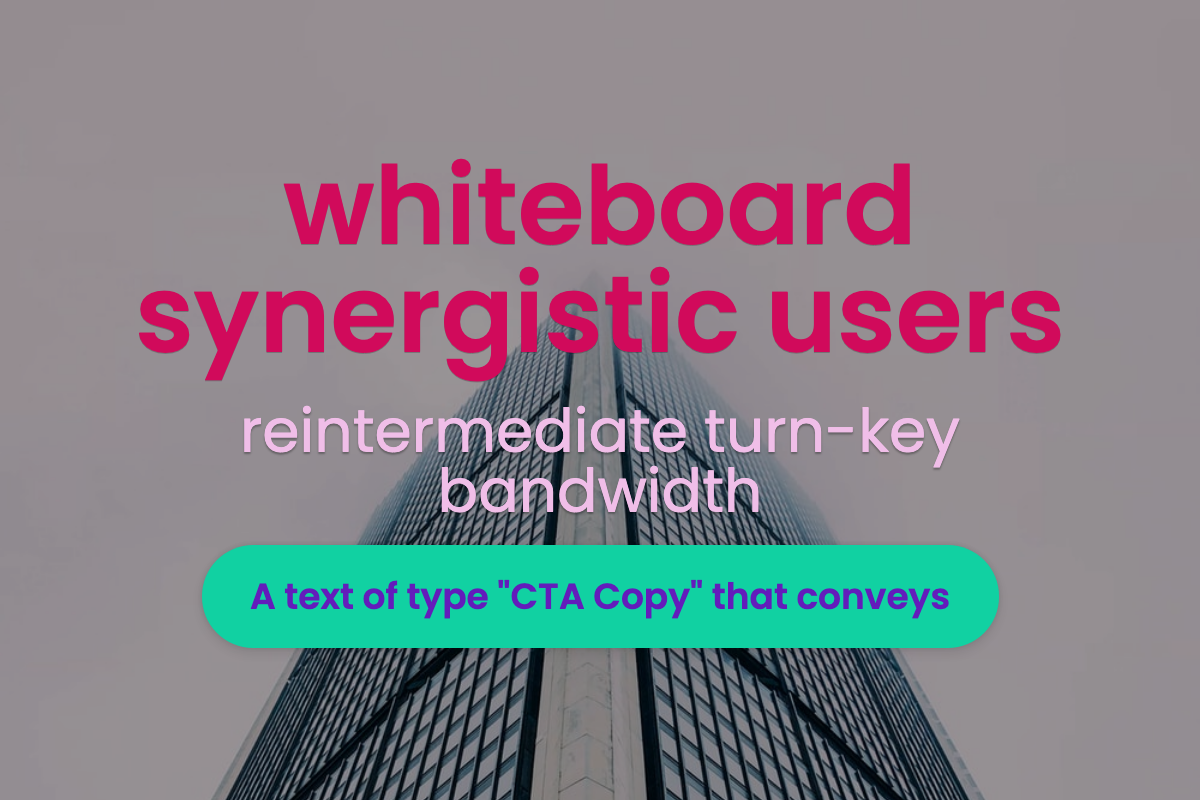 whiteboard
synergistic users
reintermediate turn-key
bandwidth
A text of type "CTA Copy" that conveys